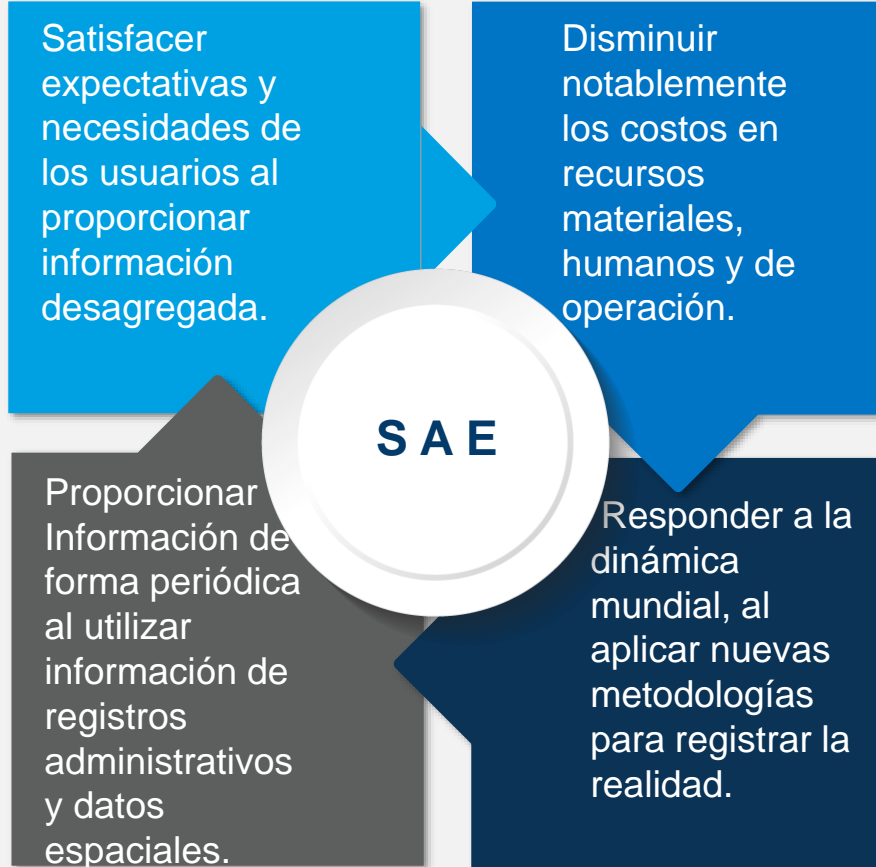 Satisfacer
expectativas y
necesidades de
los usuarios al
proporcionar
información
desagregada.
Disminuir
notablemente
los costos en
recursos
materiales,
humanos y de
operación.
S A E
Proporcionar
Información de
forma periódica
al utilizar
información de
registros
administrativos
y datos
espaciales.
Responder a la
dinámica
mundial, al
aplicar nuevas
metodologías
para registrar la
realidad.